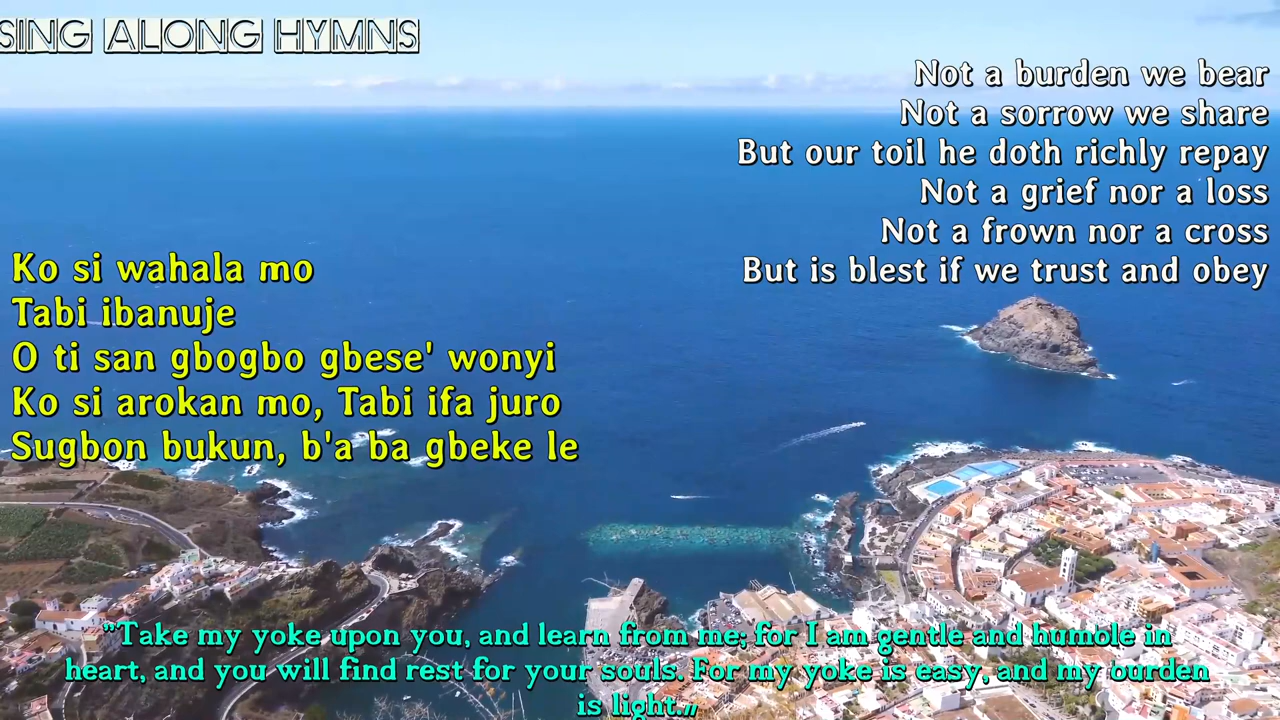 SING ALONG HYMNS
Not a burden we bear
Not a sorrow we share
But our toil he doth richly repay
Not a grief nor a loss
Not a frown nor a cross
But is blest if we trust and obey
Ko si wahala mo
Tabi ibanuje
O ti san gbogbo gbese' wonyi
Ko si arokan mo, Tabi ifa juro
Sugbon bukun, b'a ba gbeke le
"Take my yoke upon you, and learn from me; for I am gentle and humble in
heart, and you will find rest for your souls. For my yoke is easy, and my burden
is light.,,